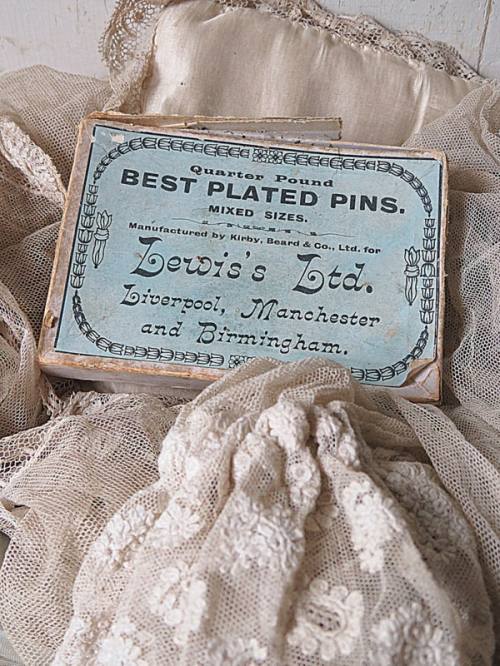 Quarter Pound
BEST PLATED PINS.
MIXED SIZES.
Manufactured by Kirby, Beard & Co., Ltd. for
Lewis's Ltd.
Liverpool, Manchester
and Birmingham.